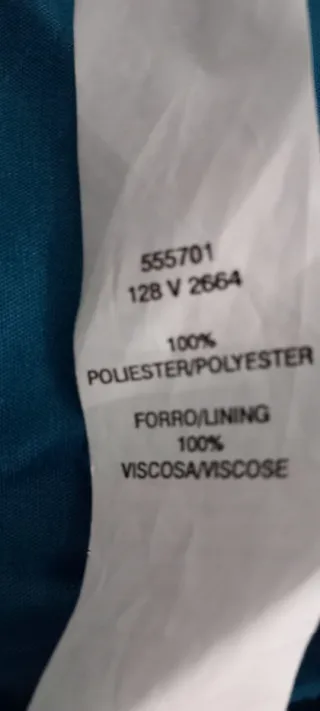 555701
128 V 2664
100%
POLIESTER/POLYESTER
FORRO/LINING
100%
VISCOSA/VISCOSE